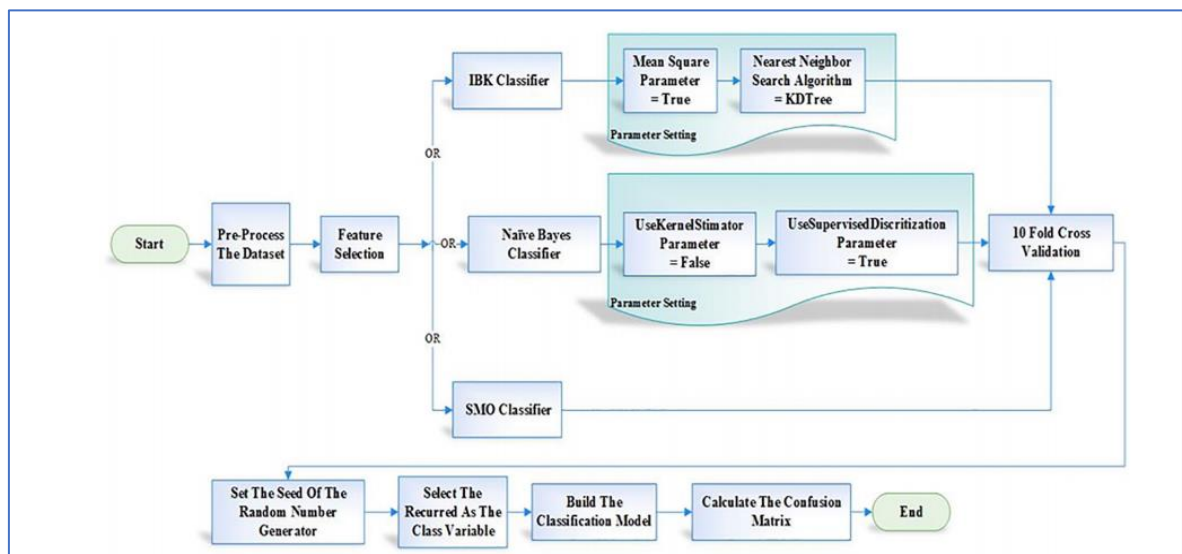 IBK Classifier
Mean Square
Parameter
= True
Nearest Neighbor
Search Algorithm
= KDTree
Parameter Setting
OR
Start
Pre-Process
The Dataset
Feature
Selection
OR
Naïve Bayes
Classifier
UseKernelStimator
Parameter
= False
UseSupervisedDiscritization
Parameter
= True
Parameter Setting
10 Fold Cross
Validation
OR
SMO Classifier
Set The Seed Of The
Random Number
Generator
Select The
Recurred As The
Class Variable
Build The
Classification Model
Calculate The Confusion
Matrix
End